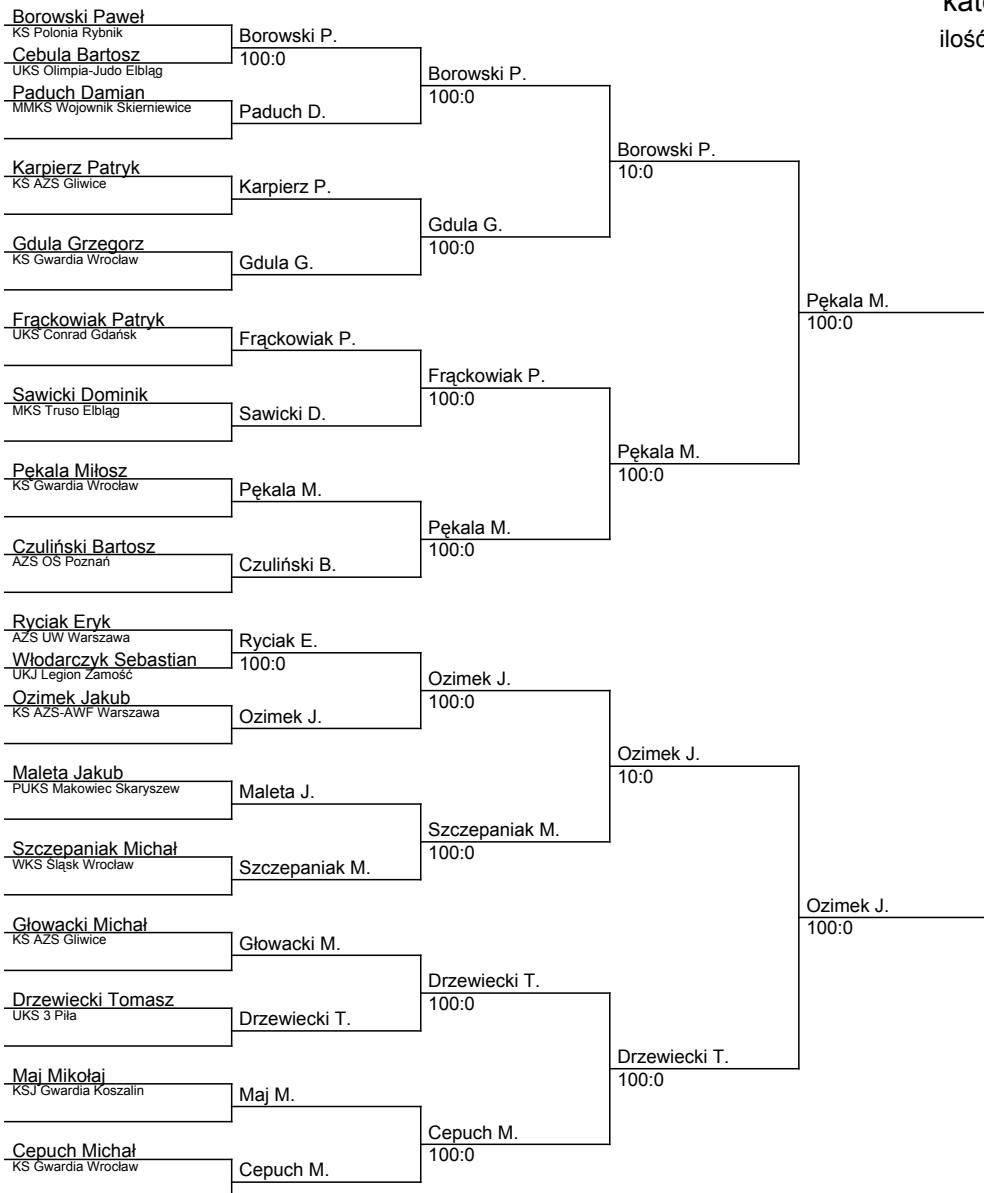 kat
ilość
Borowski Paweł
KS Polonia Rybnik
Cebula Bartosz
UKS Olimpia-Judo Elbląg
Paduch Damian
MMKS Wojownik Skierniewice
Karpierz Patryk
KS AZS Gliwice
Gdula Grzegorz
KS Gwardia Wrocław
Frąckowiak Patryk
UKS Conrad Gdańsk
Sawicki Dominik
MKS Truso Elbląg
Pękala Miłosz
KS Gwardia Wrocław
Czuliński Bartosz
AZS OŚ Poznań
Ryciak Eryk
AZS UW Warszawa
Włodarczyk Sebastian
UKJ Legion Zamość
Ozimek Jakub
KS AZS-AWF Warszawa
Maleta Jakub
PUKS Makowiec Skaryszew
Szczepaniak Michał
WKS Śląsk Wrocław
Głowacki Michał
KS AZS Gliwice
Drzewiecki Tomasz
UKS 3 Piła
Maj Mikołaj
KSJ Gwardia Koszalin
Cepuch Michał
KS Gwardia Wrocław
Borowski P.
100:0
Paduch D.
Karpierz P.
Gdula G.
Frąckowiak P.
Sawicki D.
Pękala M.
Czuliński B.
Ryciak E.
100:0
Ozimek J.
Maleta J.
Szczepaniak M.
Głowacki M.
Drzewiecki T.
Maj M.
Cepuch M.
Borowski P.
100:0
Gdula G.
100:0
Frąckowiak P.
100:0
Pękala M.
100:0
Ozimek J.
100:0
Szczepaniak M.
100:0
Drzewiecki T.
100:0
Cepuch M.
100:0
Borowski P.
10:0
Pękala M.
100:0
Ozimek J.
10:0
Drzewiecki T.
100:0
Pękala M.
100:0
Ozimek J.
100:0